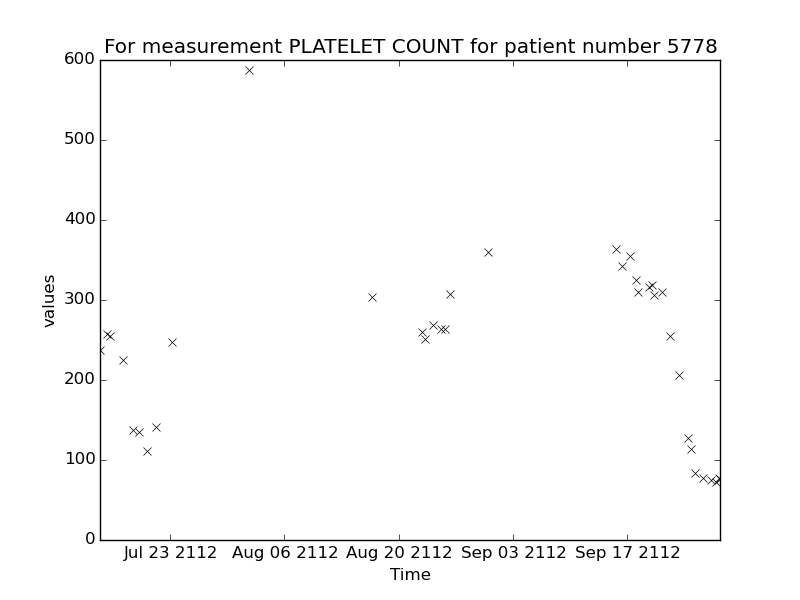 For measurement PLATELET COUNT for patient number 5778
600
500
400
300
200
100
0
values
Jul 23 2112 Aug 06 2112 Aug 20 2112 Sep 03 2112 Sep 17 2112
Time